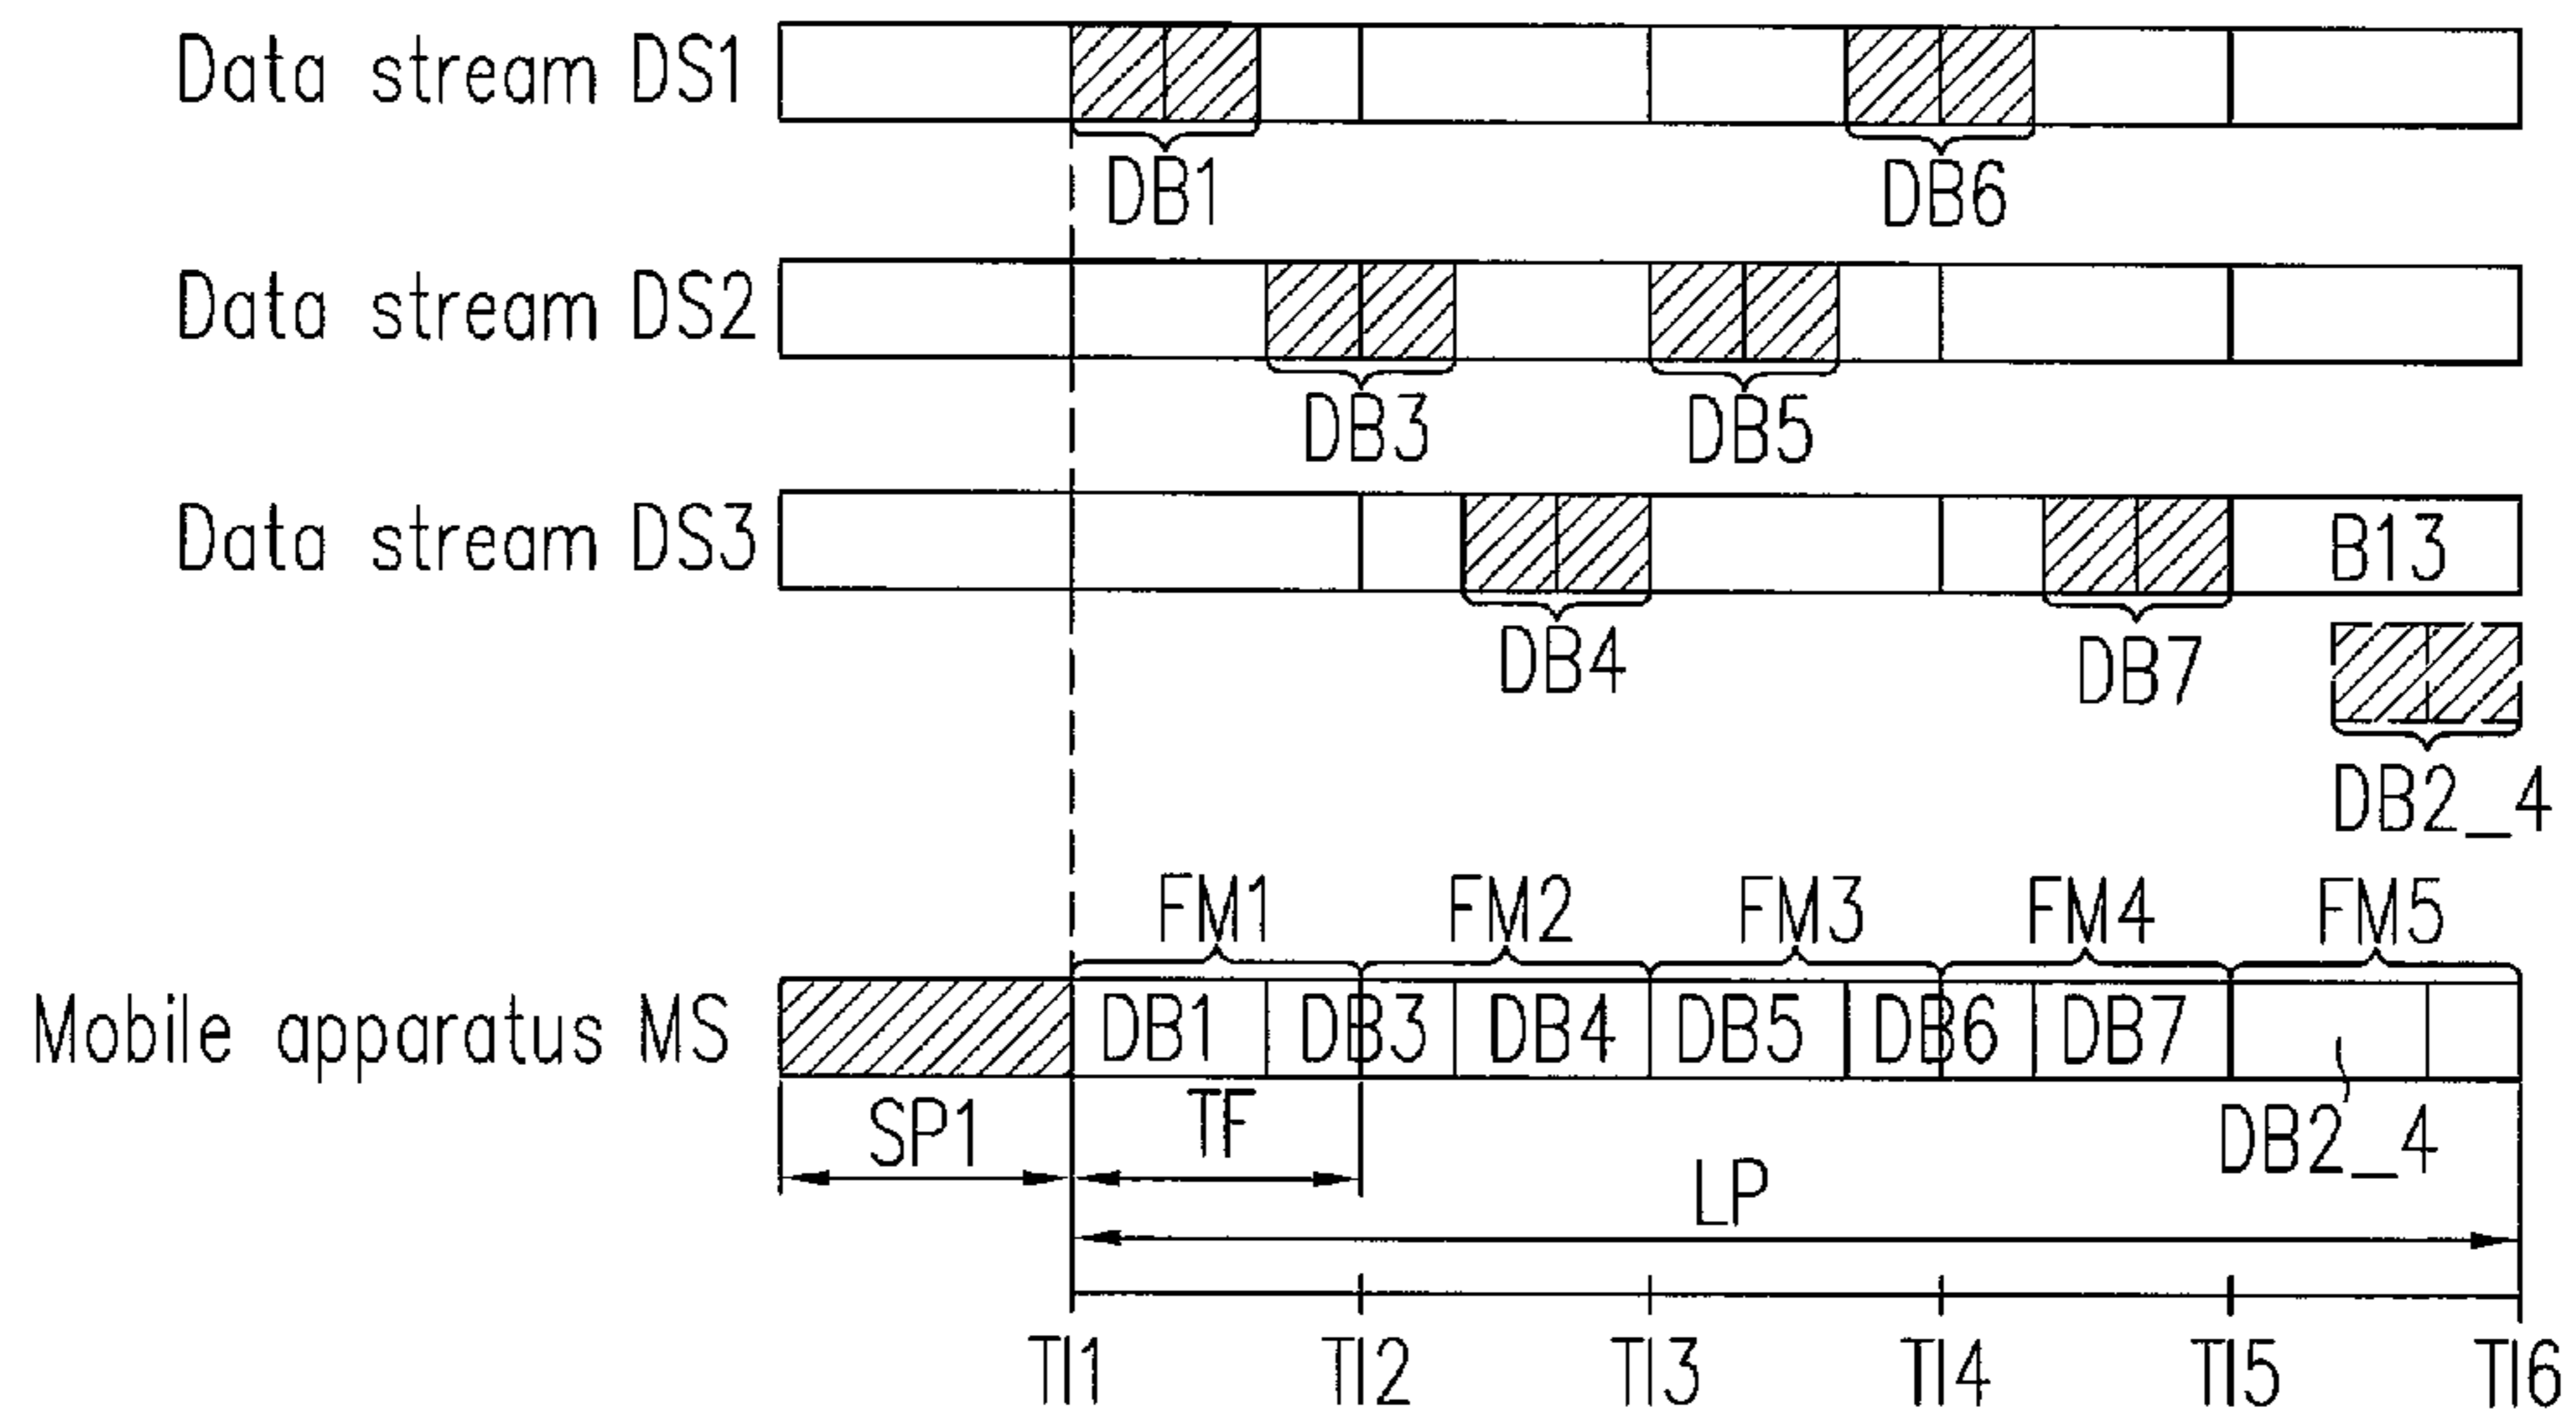 Data stream DS1
DB1 DB6
Data stream DS2
DB3 DB5
Data stream DS3 B13
DB4 DB7
DB2_4
FM1 FM2 FM3 FM4 FM5
Mobile apparatus MS DB1 DB3 DB4 DB5 DB6 DB7
SP1 TF DB2_4
LP
TI1 TI2 TI3 TI4 TI5 TI6